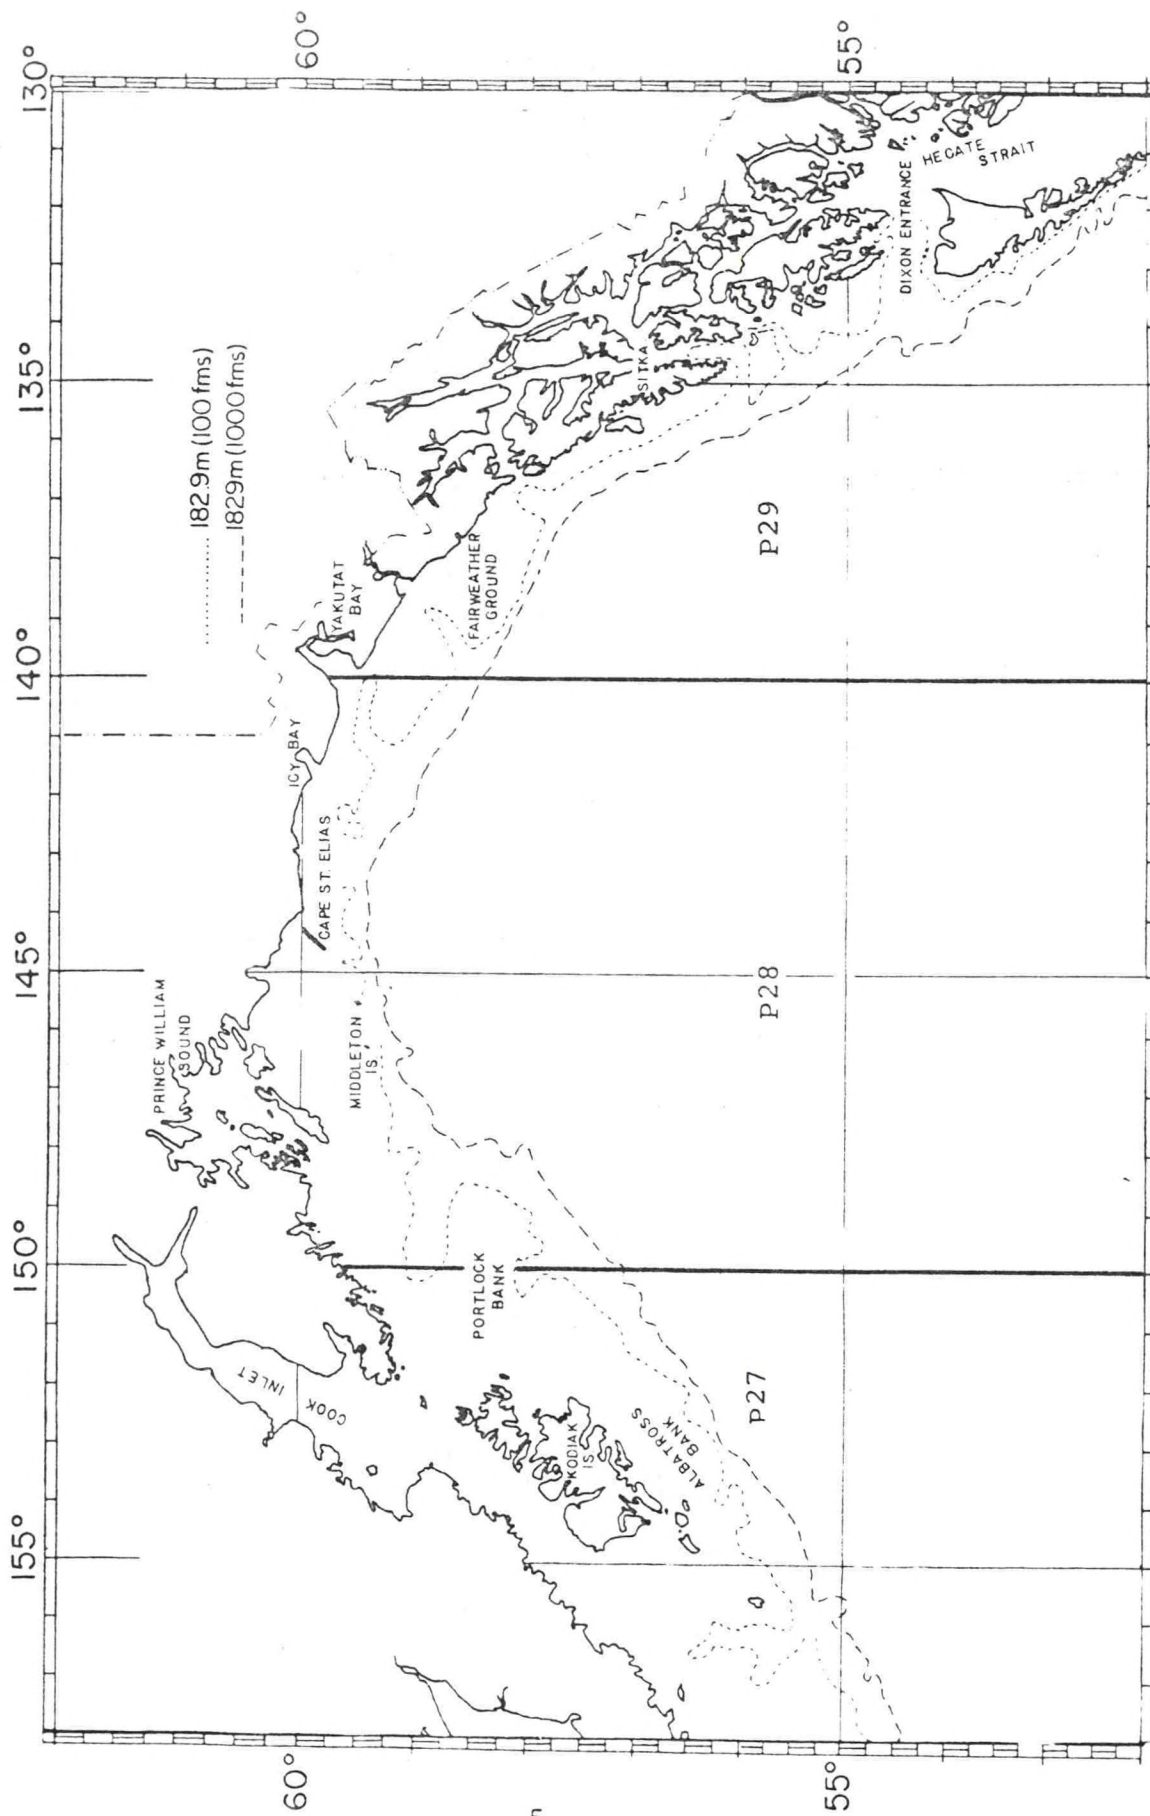 155°
150°
145°
140°
135°
130°
60°
60°
55°
55°
182.9m (100 fms)
1829m (1000 fms)
PRINCE WILLIAM
SOUND
COOK
INLET
ICY BAY
YAKUTAT
BAY
CAPE ST. ELIAS
MIDDLETON
IS.
PORTLOCK
BANK
KODIAK
IS
ALBATROSS
BANK
FAIRWEATHER
GROUND
SITKA
DIXON ENTRANCE
HECATE
STRAIT
P27
P28
P29